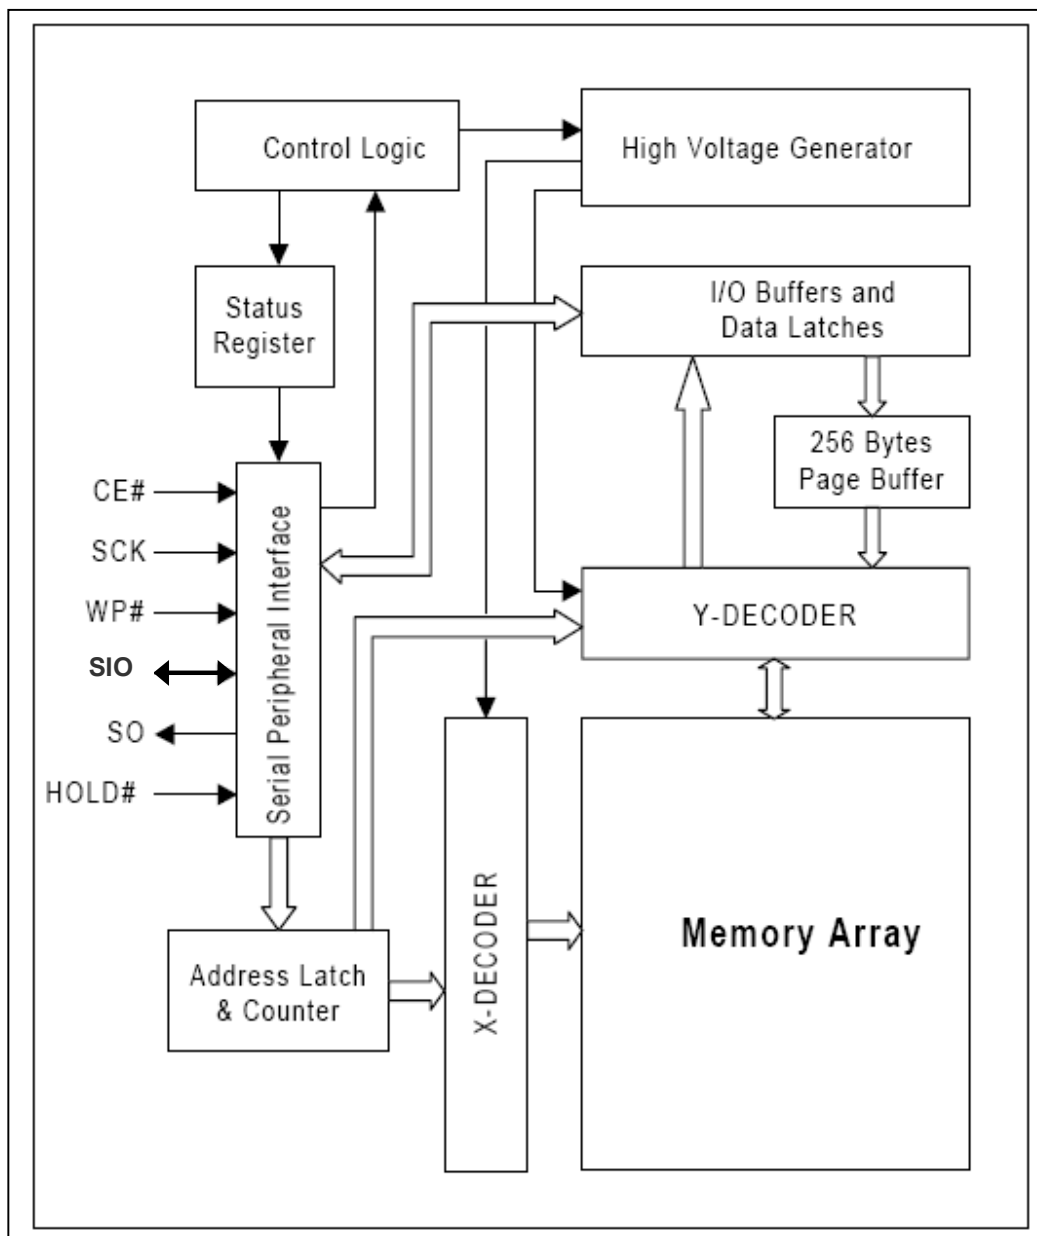 Control Logic
High Voltage Generator
Status
Register
I/O Buffers and
Data Latches
256 Bytes
Page Buffer
CE#
SCK
WP#
SIO
SO
HOLD#
Serial Peripheral Interface
Y-DECODER
X-DECODER
Memory Array
Address Latch
& Counter